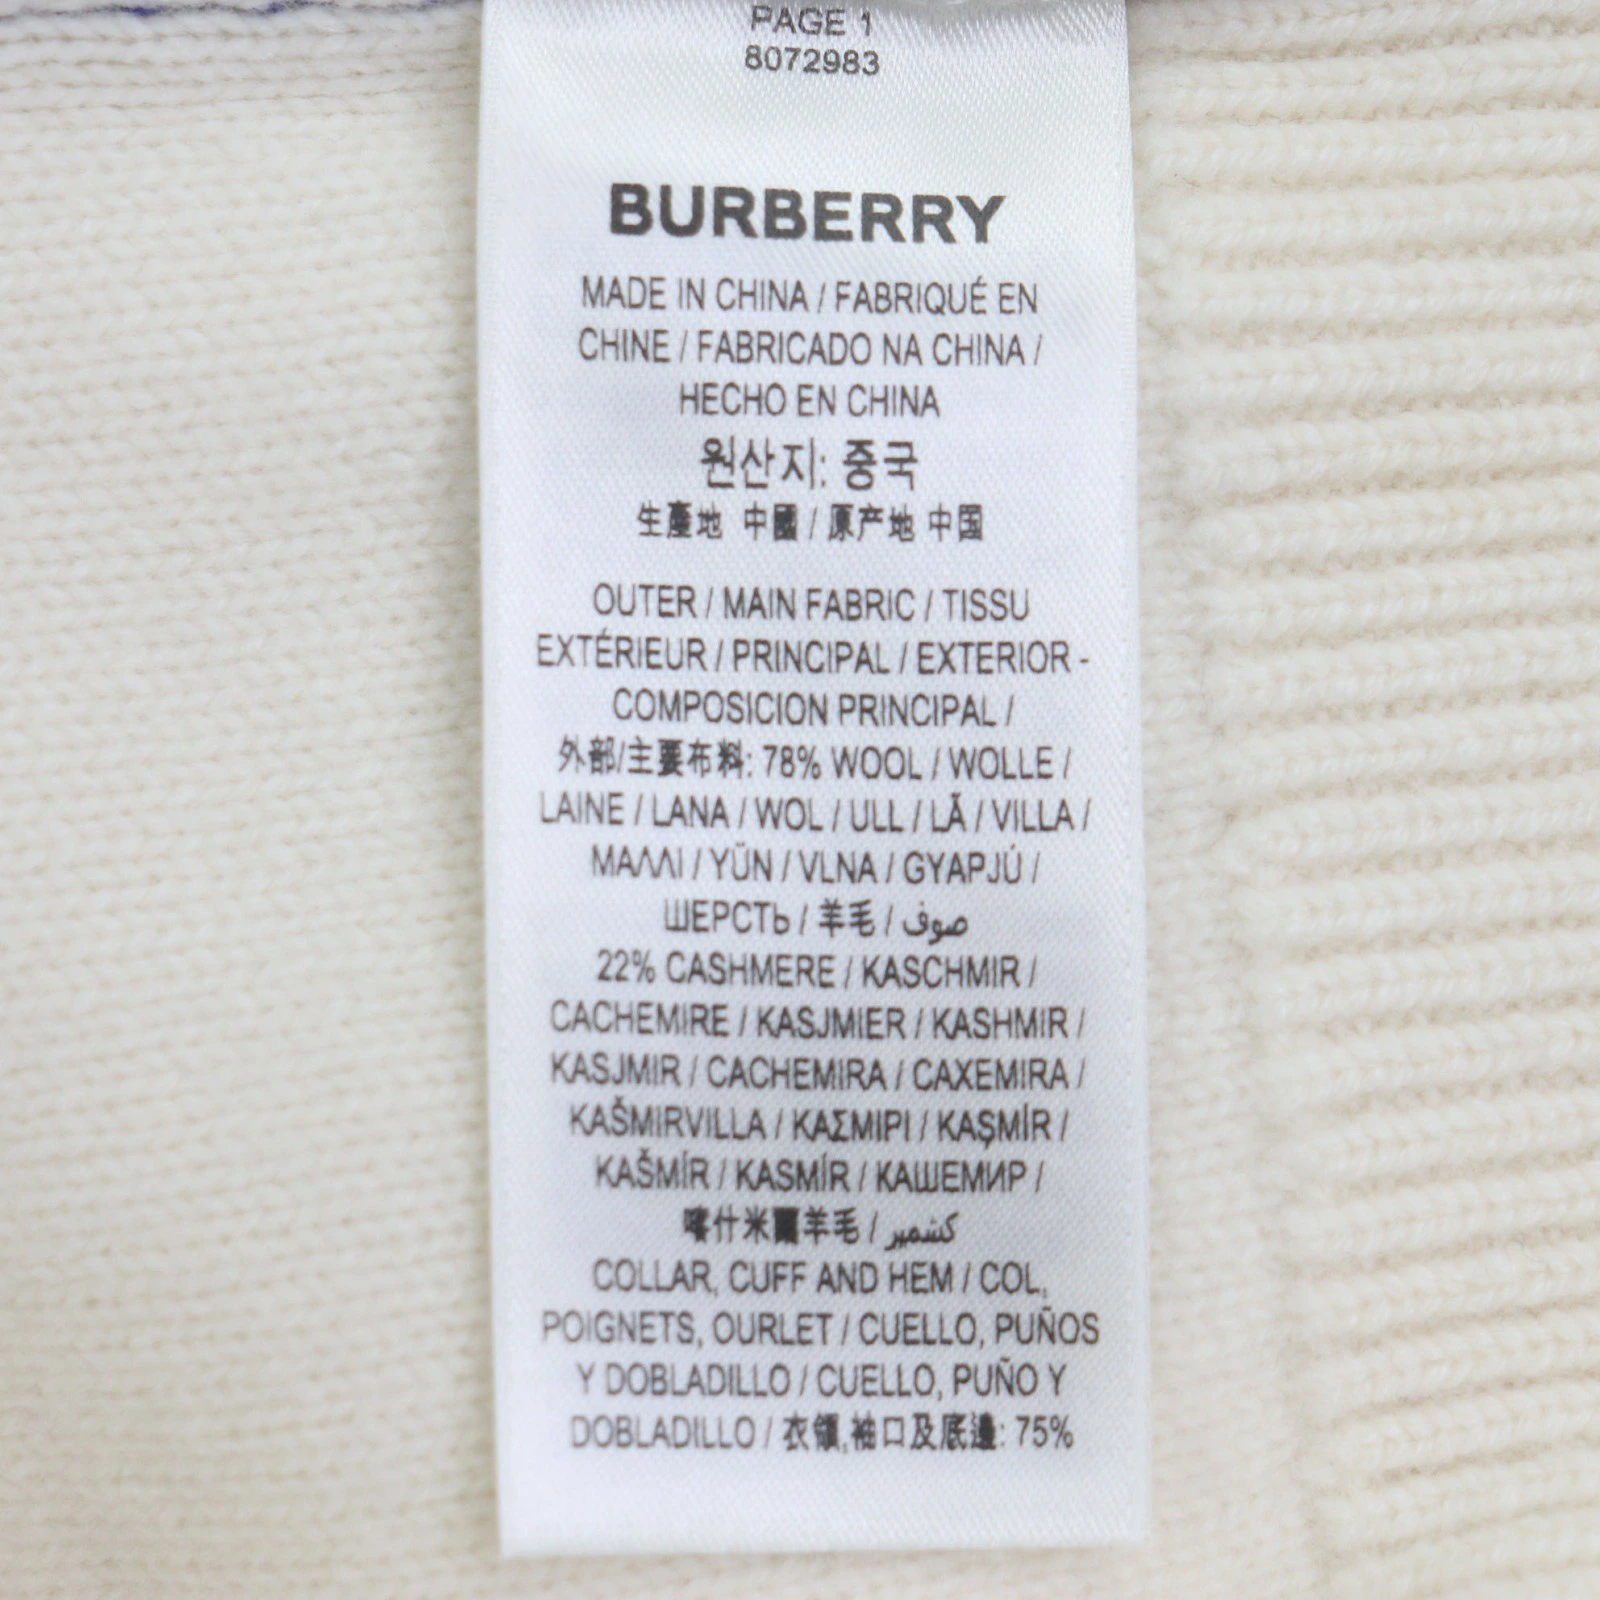 PAGE 1
8072983
BURBERRY
MADE IN CHINA / FABRIQUÉ EN
CHINE / FABRICADO NA CHINA /
HECHO EN CHINA
원산지: 중국
生產地 中國 / 原产地 中国
OUTER / MAIN FABRIC / TISSU
EXTÉRIEUR / PRINCIPAL / EXTERIOR -
COMPOSICION PRINCIPAL /
外部/主要布料: 78% WOOL / WOLLE /
LAINE / LANA / WOL / ULL / LÃ / VILLA /
ΜΑΛΛΙ / YÜN / VLNA / GYAPJÚ /
ШЕРСТЬ / 羊毛 / صوف
22% CASHMERE / KASCHMIR /
CACHEMIRE / KASJMIER / KASHMIR /
KASJMIR / CACHEMIRA / CAXEMIRA /
KAŠMIRVILLA / ΚΑΣΜΙΡΙ / KAŞMİR /
KAŠMÍR / KASMÍR / КАШЕМИР /
喀什米爾羊毛 / كشمير
COLLAR, CUFF AND HEM / COL,
POIGNETS, OURLET / CUELLO, PUÑOS
Y DOBLADILLO / CUELLO, PUÑO Y
DOBLADILLO / 衣領,袖口及底邊: 75%